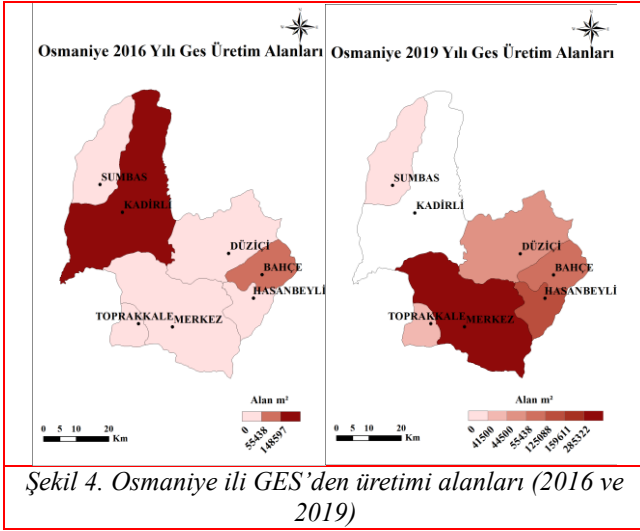 Osmaniye 2016 Yılı Ges Üretim Alanları
SUMBAS
KADİRLİ
DÜZİÇİ
BAHÇE
HASANBEYLİ
TOPRAKKALE
MERKEZ
Alan m²
0
55438
148597
0 5 10 20
Km
Osmaniye 2019 Yılı Ges Üretim Alanları
SUMBAS
KADİRLİ
DÜZİÇİ
BAHÇE
HASANBEYLİ
TOPRAKKALE
MERKEZ
Alan m²
0
41500
44500
55438
125088
159611
285322
0 5 10 20
Km
Şekil 4. Osmaniye ili GES’den üretimi alanları (2016 ve
2019)